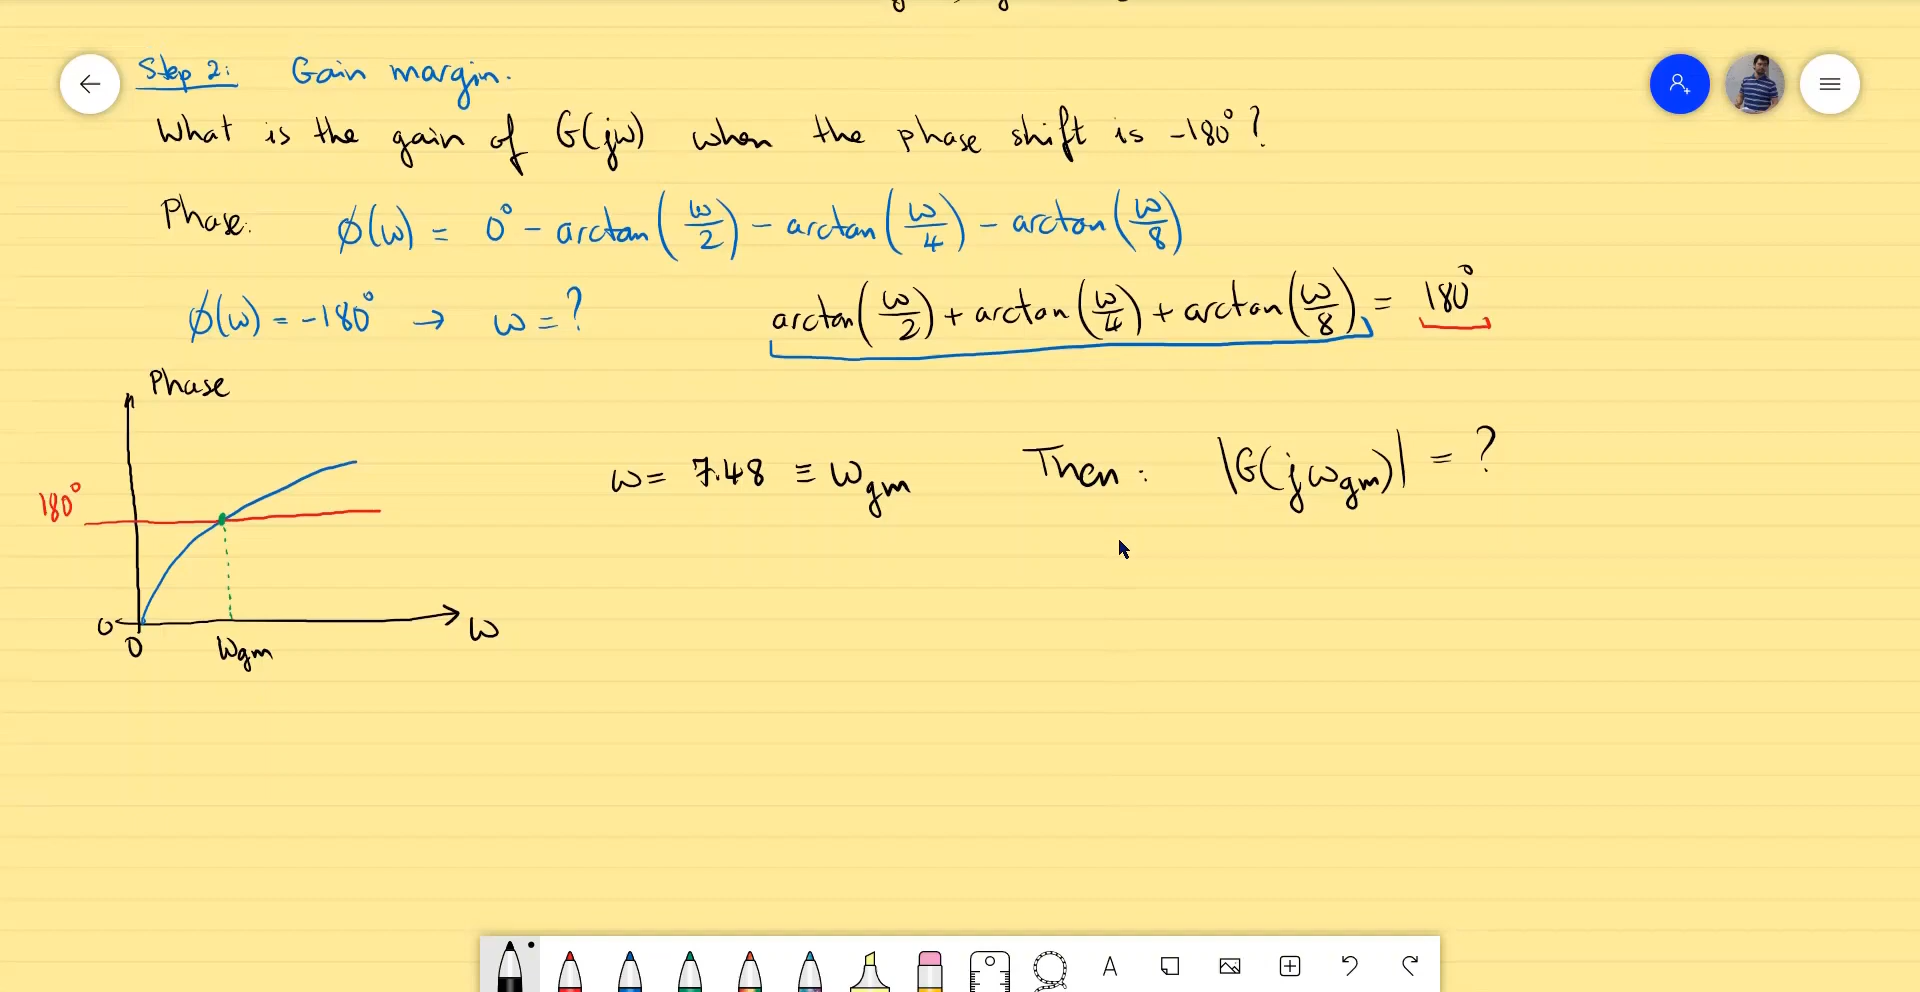 Step 2: Gain margin.
What is the gain of G(jω) when the phase shift is -180°?
Phase: φ(ω) = 0° - arctan(ω/2) - arctan(ω/4) - arctan(ω/8)
φ(ω) = -180° → ω = ? arctan(ω/2) + arctan(ω/4) + arctan(ω/8) = 180°
Phase
ω = 7.48 ≡ ωgm Then: |G(jωgm)| = ?
180°
0
0 ωgm ω
A